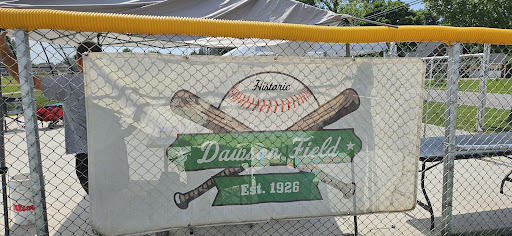 Historic
Dawson Field
Est. 1926